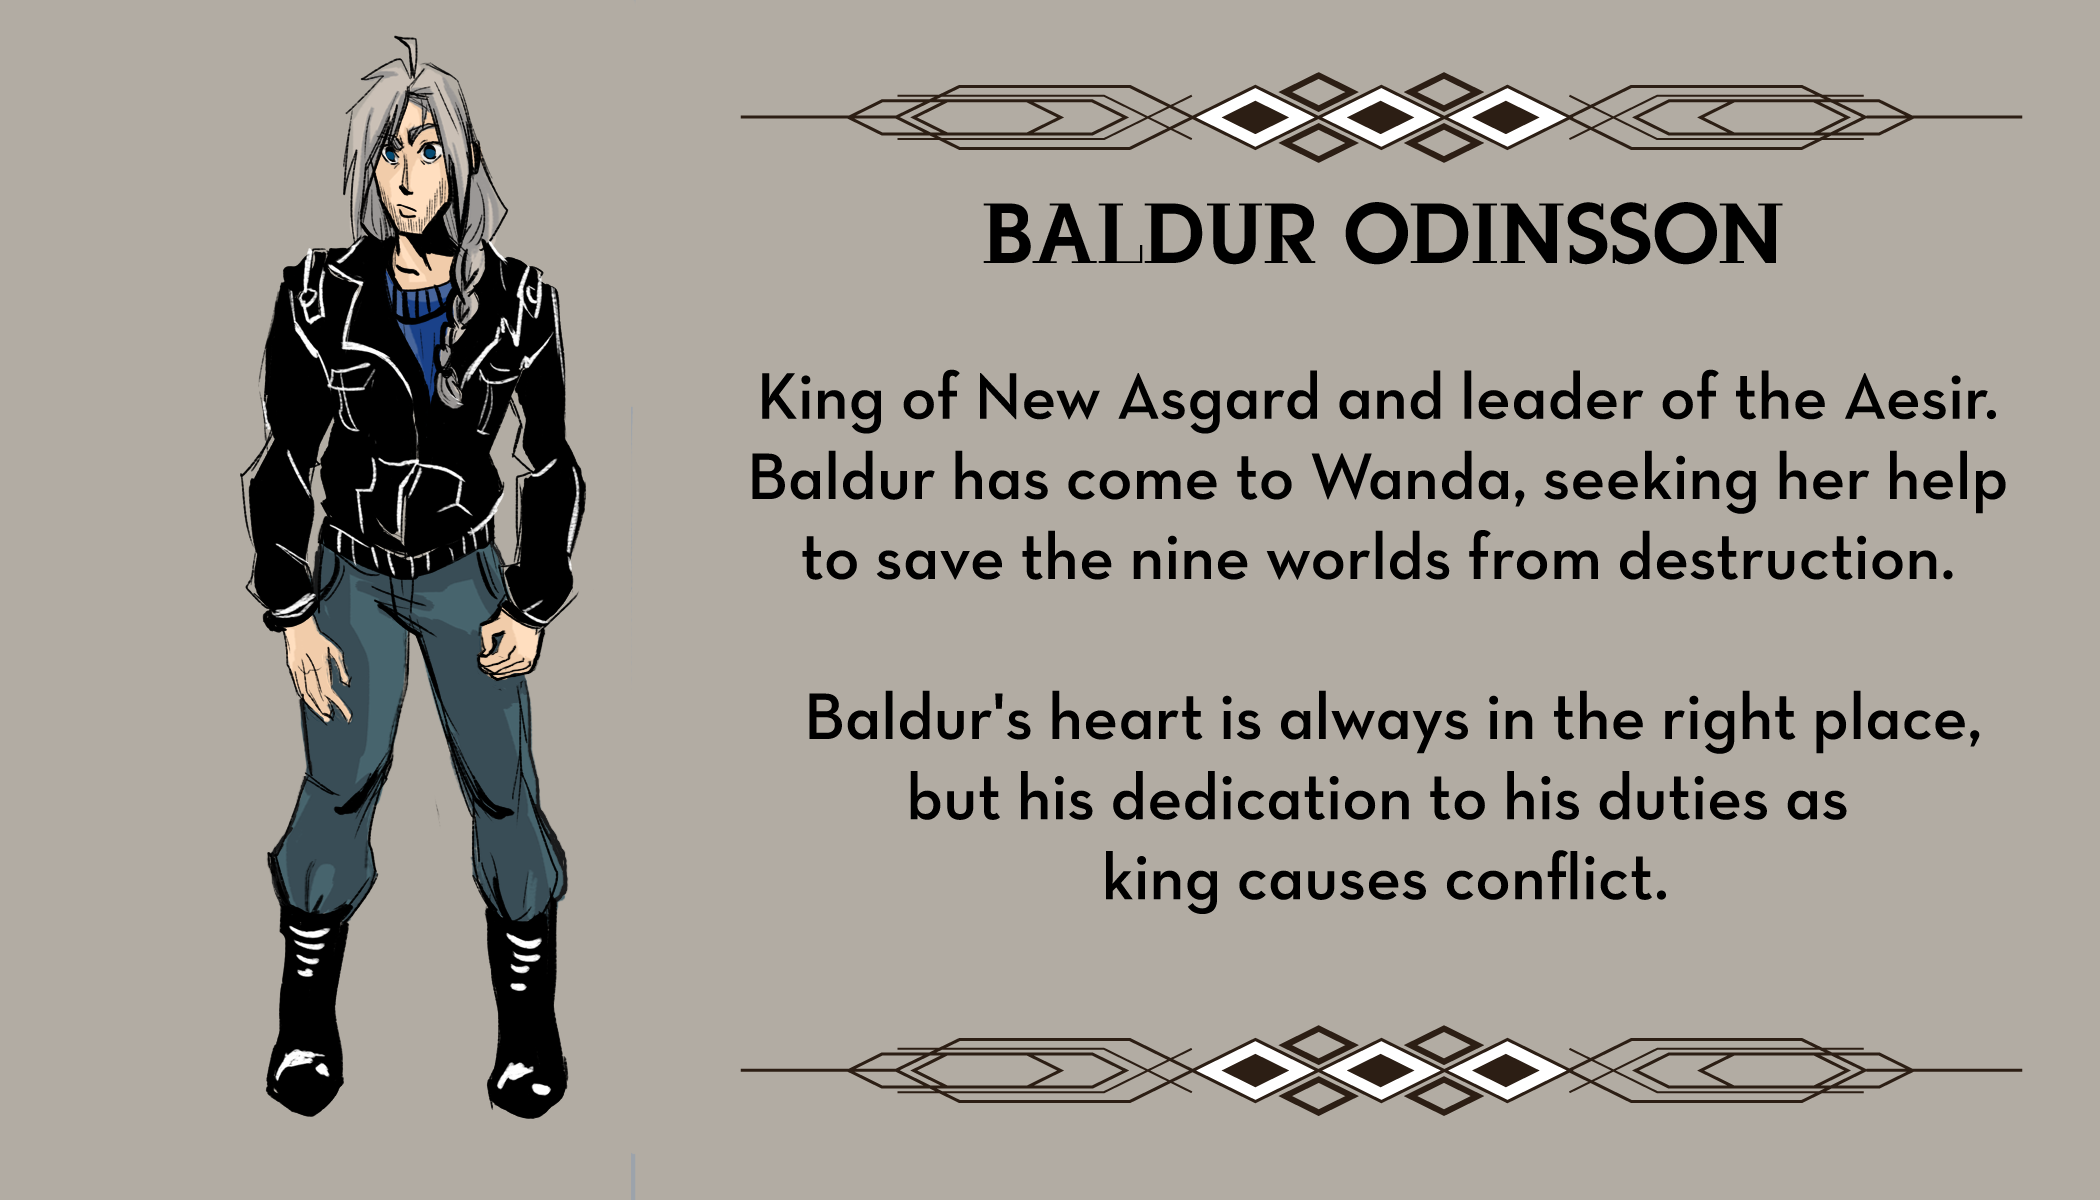 BALDUR ODINSSON
King of New Asgard and leader of the Aesir.
Baldur has come to Wanda, seeking her help
to save the nine worlds from destruction.
Baldur's heart is always in the right place,
but his dedication to his duties as
king causes conflict.